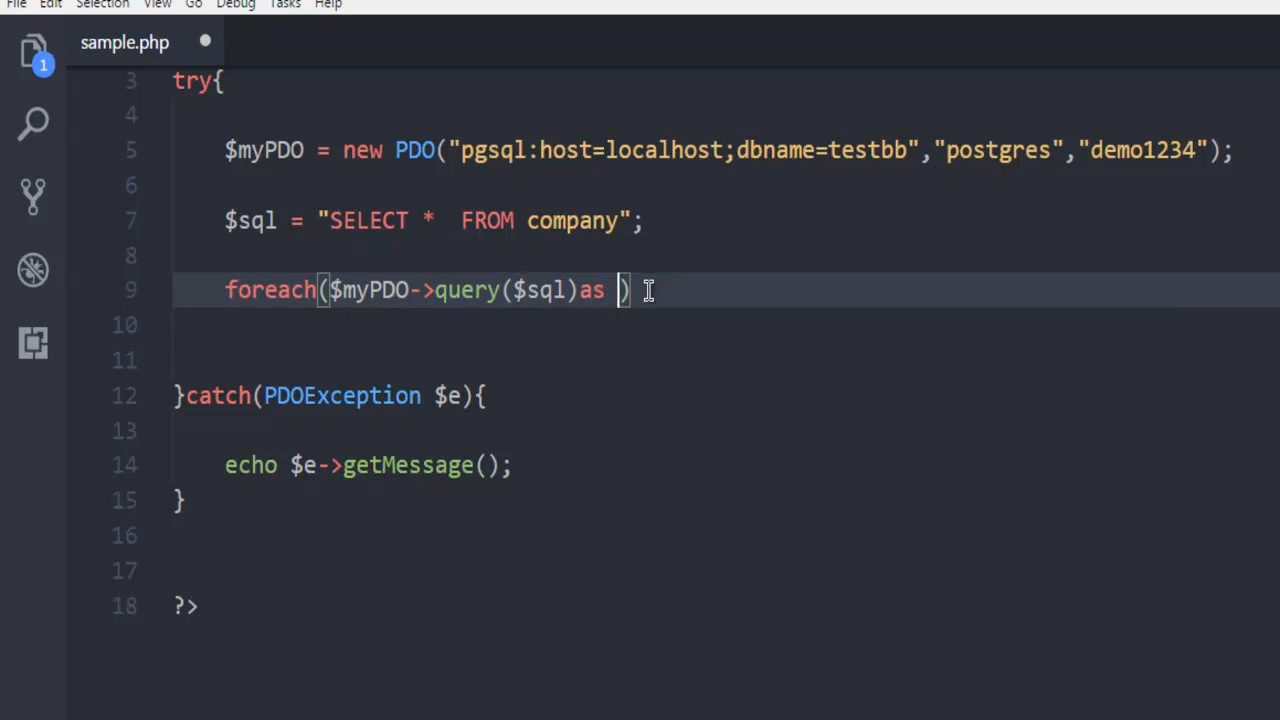 File Edit Selection View Go Debug Tasks Help
sample.php
1
3 try{
4
5 $myPDO = new PDO("pgsql:host=localhost;dbname=testbb","postgres","demo1234");
6
7 $sql = "SELECT *  FROM company";
8
9 foreach($myPDO->query($sql)as )
10
11
12 }catch(PDOException $e){
13
14 echo $e->getMessage();
15 }
16
17
18 ?>